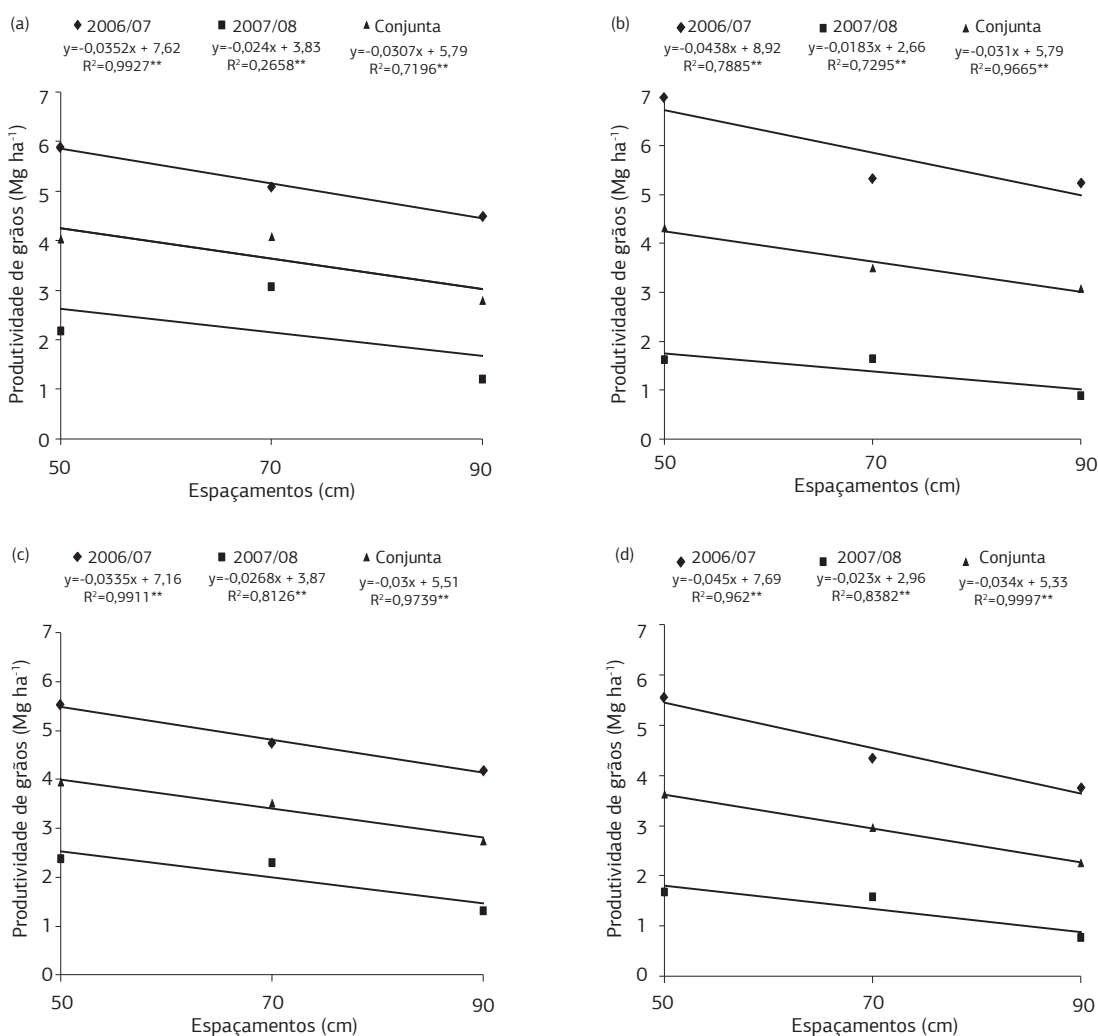 (a) ◆ 2006/07 ■ 2007/08 ▲ Conjunta
y=-0,0352x + 7,62 y=-0,024x + 3,83 y=-0,0307x + 5,79
R²=0,9927** R²=0,2658** R²=0,7196**
Produtividade de grãos (Mg ha⁻¹)
7
6
5
4
3
2
1
0
50 70 90
Espaçamentos (cm)
(b) ◆ 2006/07 ■ 2007/08 ▲ Conjunta
y=-0,0438x + 8,92 y=-0,0183x + 2,66 y=-0,031x + 5,79
R²=0,7885** R²=0,7295** R²=0,9665**
Produtividade de grãos (Mg ha⁻¹)
7
6
5
4
3
2
1
0
50 70 90
Espaçamentos (cm)
(c) ◆ 2006/07 ■ 2007/08 ▲ Conjunta
y=-0,0335x + 7,16 y=-0,0268x + 3,87 y=-0,03x + 5,51
R²=0,9911** R²=0,8126** R²=0,9739**
Produtividade de grãos (Mg ha⁻¹)
7
6
5
4
3
2
1
0
50 70 90
Espaçamentos (cm)
(d) ◆ 2006/07 ■ 2007/08 ▲ Conjunta
y=-0,045x + 7,69 y=-0,023x + 2,96 y=-0,034x + 5,33
R²=0,962** R²=0,8382** R²=0,9997**
Produtividade de grãos (Mg ha⁻¹)
7
6
5
4
3
2
1
0
50 70 90
Espaçamentos (cm)